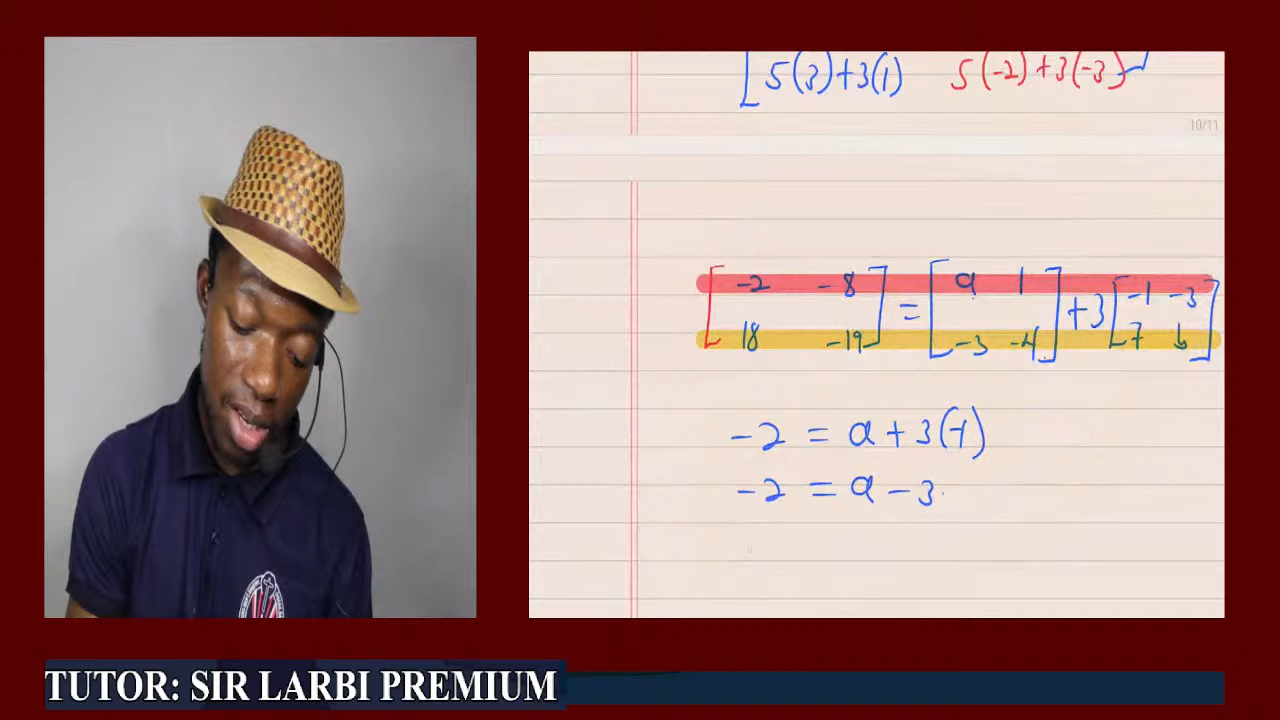 5(3)+3(1) 5(-2)+3(-3)
10/11
[-2 -8 = [a 1 +3[-1 -3]
18 -19] -3 -4] 7 b]
-2 = a+3(-1)
-2 = a-3
TUTOR: SIR LARBI PREMIUM